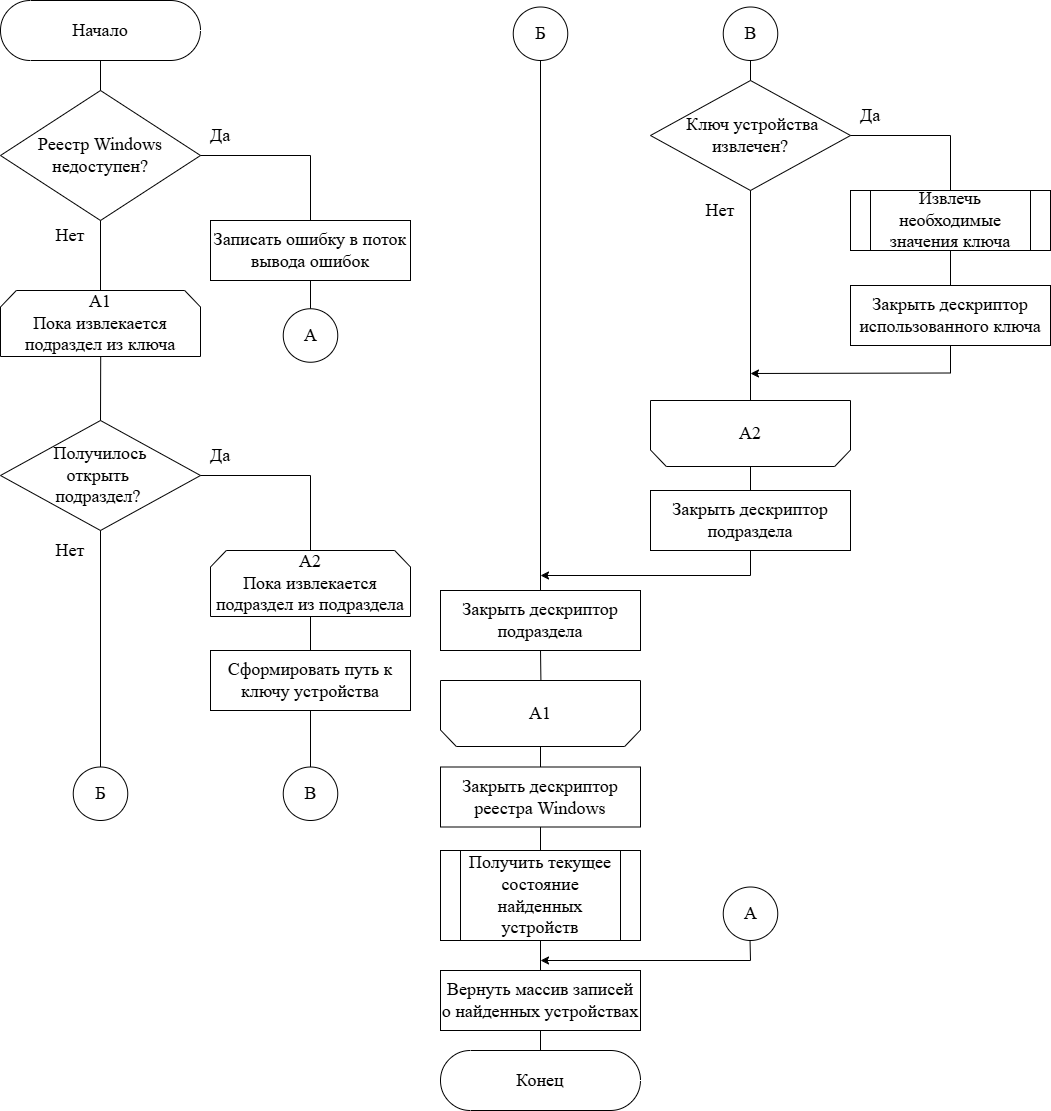 Начало
Реестр Windows
недоступен?
Да
Нет
Записать ошибку в поток
вывода ошибок
А
А1
Пока извлекается
подраздел из ключа
Получилось
открыть
подраздел?
Да
Нет
А2
Пока извлекается
подраздел из подраздела
Сформировать путь к
ключу устройства
Б
В
Б
В
Ключ устройства
извлечен?
Да
Нет
Извлечь
необходимые
значения ключа
Закрыть дескриптор
использованного ключа
А2
Закрыть дескриптор
подраздела
Закрыть дескриптор
подраздела
А1
Закрыть дескриптор
реестра Windows
Получить текущее
состояние
найденных
устройств
А
Вернуть массив записей
о найденных устройствах
Конец